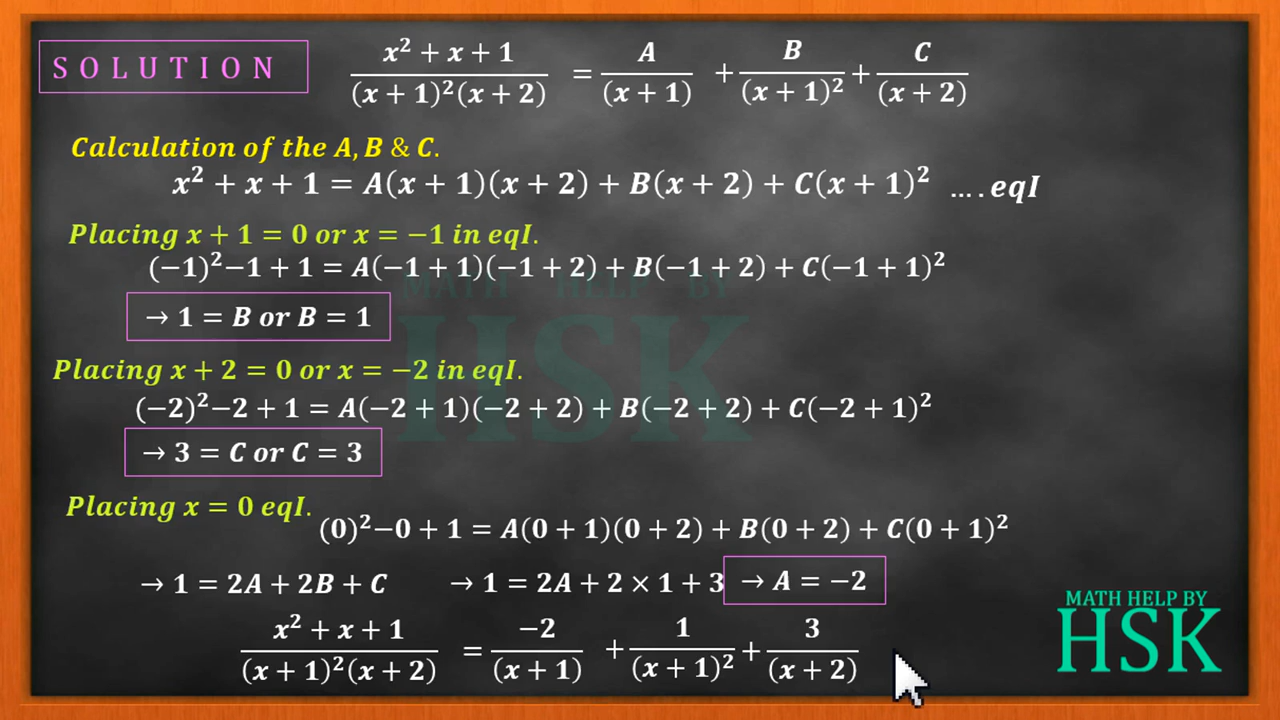 SOLUTION
x² + x + 1 / (x + 1)²(x + 2) = A / (x + 1) + B / (x + 1)² + C / (x + 2)
Calculation of the A, B & C.
x² + x + 1 = A(x + 1)(x + 2) + B(x + 2) + C(x + 1)² .... eqI
Placing x + 1 = 0 or x = −1 in eqI.
(−1)²−1 + 1 = A(−1 + 1)(−1 + 2) + B(−1 + 2) + C(−1 + 1)²
MATH HELP BY
HSK
→ 1 = B or B = 1
Placing x + 2 = 0 or x = −2 in eqI.
(−2)²−2 + 1 = A(−2 + 1)(−2 + 2) + B(−2 + 2) + C(−2 + 1)²
→ 3 = C or C = 3
Placing x = 0 eqI.
(0)²−0 + 1 = A(0 + 1)(0 + 2) + B(0 + 2) + C(0 + 1)²
→ 1 = 2A + 2B + C → 1 = 2A + 2 × 1 + 3 → A = −2
x² + x + 1 / (x + 1)²(x + 2) = −2 / (x + 1) + 1 / (x + 1)² + 3 / (x + 2)
MATH HELP BY
HSK